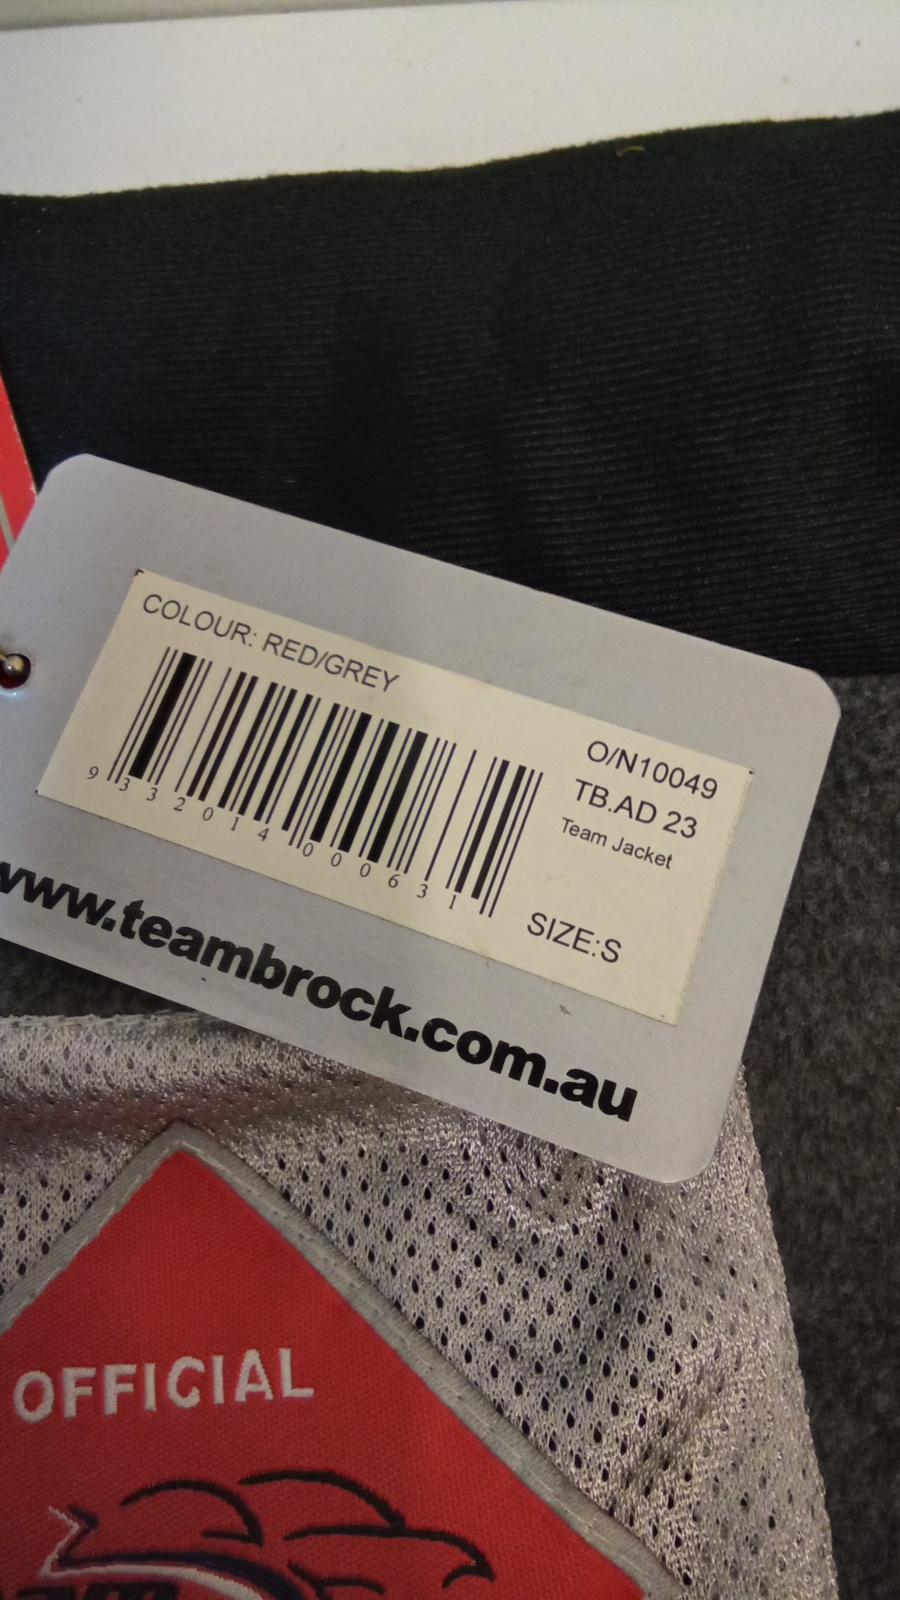 COLOUR: RED/GREY
9 332014 000631
O/N10049
TB.AD 23
Team Jacket
SIZE:S
www.teambrock.com.au
OFFICIAL